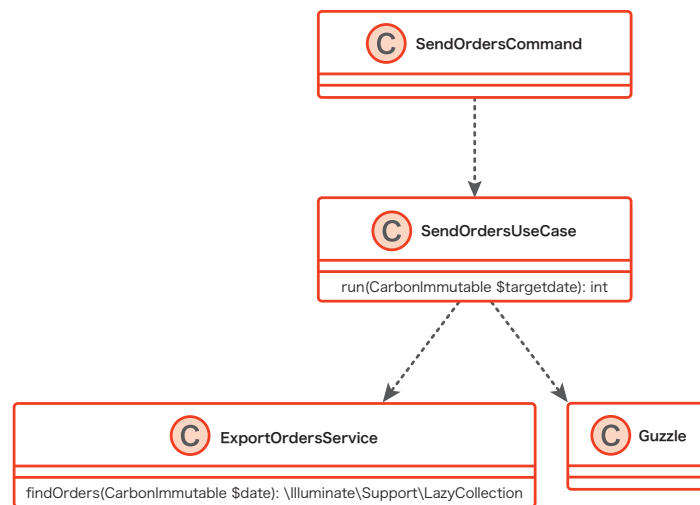 C SendOrdersCommand
C SendOrdersUseCase
run(CarbonImmutable $targetdate): int
C ExportOrdersService
C Guzzle
findOrders(CarbonImmutable $date): \Illuminate\Support\LazyCollection